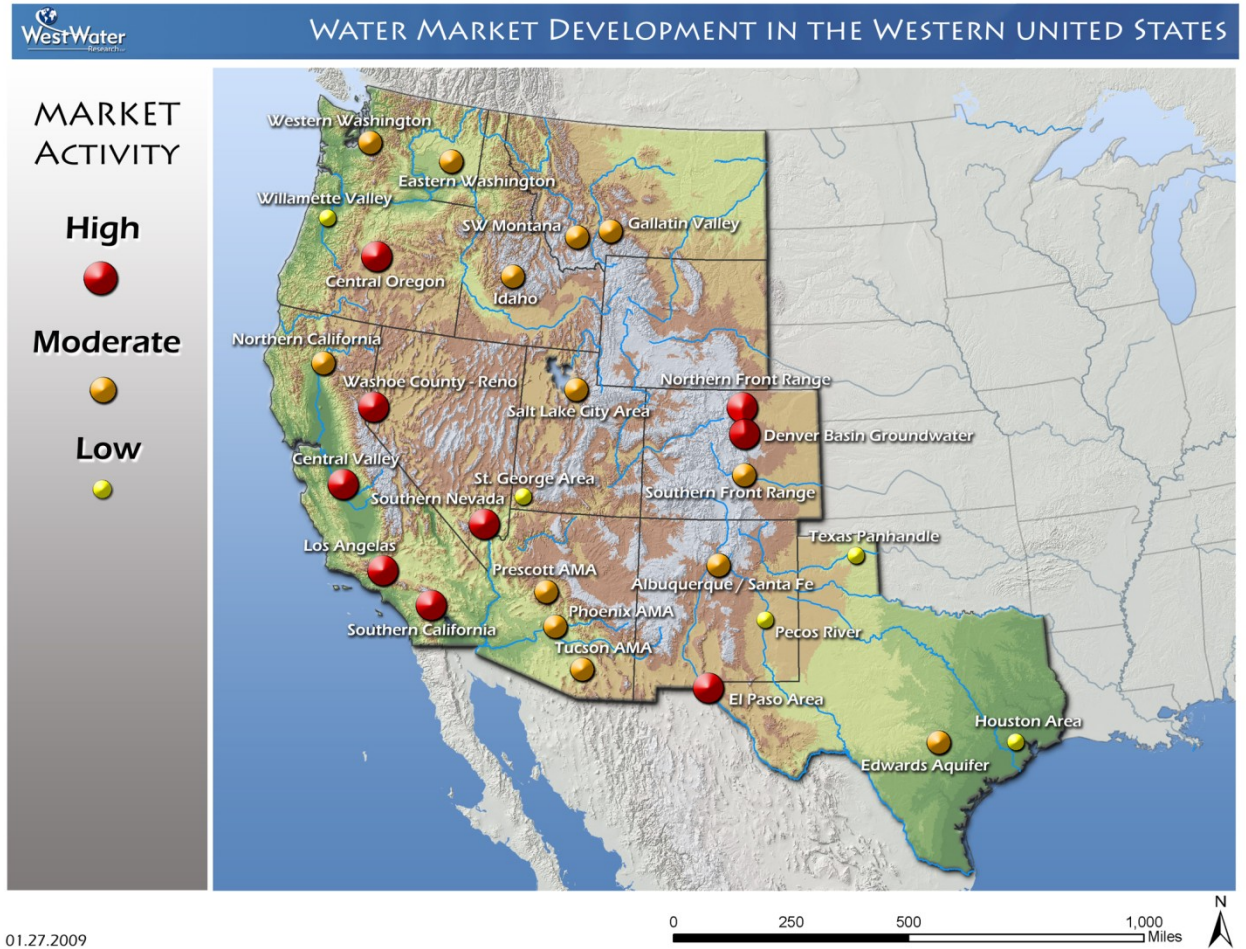 WestWater
Research LLC
WATER MARKET DEVELOPMENT IN THE WESTERN UNITED STATES
MARKET
ACTIVITY
High
Moderate
Low
Western Washington
Eastern Washington
Willamette Valley
SW Montana
Gallatin Valley
Central Oregon
Idaho
Northern California
Washoe County - Reno
Salt Lake City Area
Northern Front Range
Denver Basin Groundwater
Central Valley
St. George Area
Southern Nevada
Southern Front Range
Los Angelas
Prescott AMA
Texas Panhandle
Albuquerque / Santa Fe
Phoenix AMA
Southern California
Pecos River
Tucson AMA
El Paso Area
Houston Area
Edwards Aquifer
01.27.2009
0 250 500 1,000
Miles
N